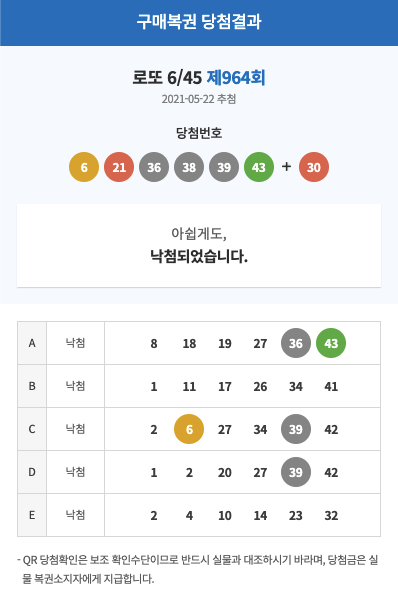 구매복권 당첨결과
로또 6/45 제964회
2021-05-22 추첨
당첨번호
6 21 36 38 39 43 + 30
아쉽게도,
낙첨되었습니다.
A 낙첨 8 18 19 27 36 43
B 낙첨 1 11 17 26 34 41
C 낙첨 2 6 27 34 39 42
D 낙첨 1 2 20 27 39 42
E 낙첨 2 4 10 14 23 32
- QR 당첨확인은 보조 확인수단이므로 반드시 실물과 대조하시기 바라며, 당첨금은 실
물 복권소지자에게 지급합니다.